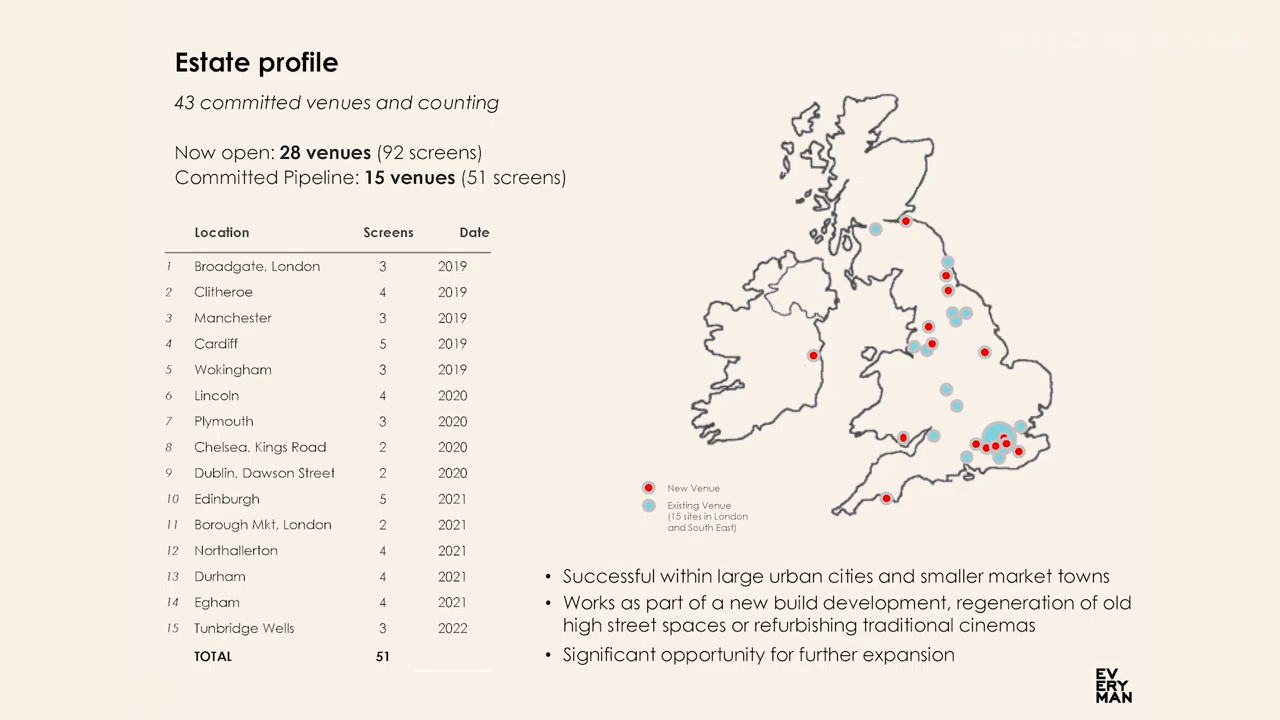 Estate profile
43 committed venues and counting
Now open: 28 venues (92 screens)
Committed Pipeline: 15 venues (51 screens)
Location Screens Date
1 Broadgate, London 3 2019
2 Clitheroe 4 2019
3 Manchester 3 2019
4 Cardiff 5 2019
5 Wokingham 3 2019
6 Lincoln 4 2020
7 Plymouth 3 2020
8 Chelsea, Kings Road 2 2020
9 Dublin, Dawson Street 2 2020
10 Edinburgh 5 2021
11 Borough Mkt, London 2 2021
12 Northallerton 4 2021
13 Durham 4 2021
14 Egham 4 2021
15 Tunbridge Wells 3 2022
TOTAL 51
New Venue
Existing Venue
(15 sites in London
and South East)
• Successful within large urban cities and smaller market towns
• Works as part of a new build development, regeneration of old
high street spaces or refurbishing traditional cinemas
• Significant opportunity for further expansion
EV
ERY
MAN